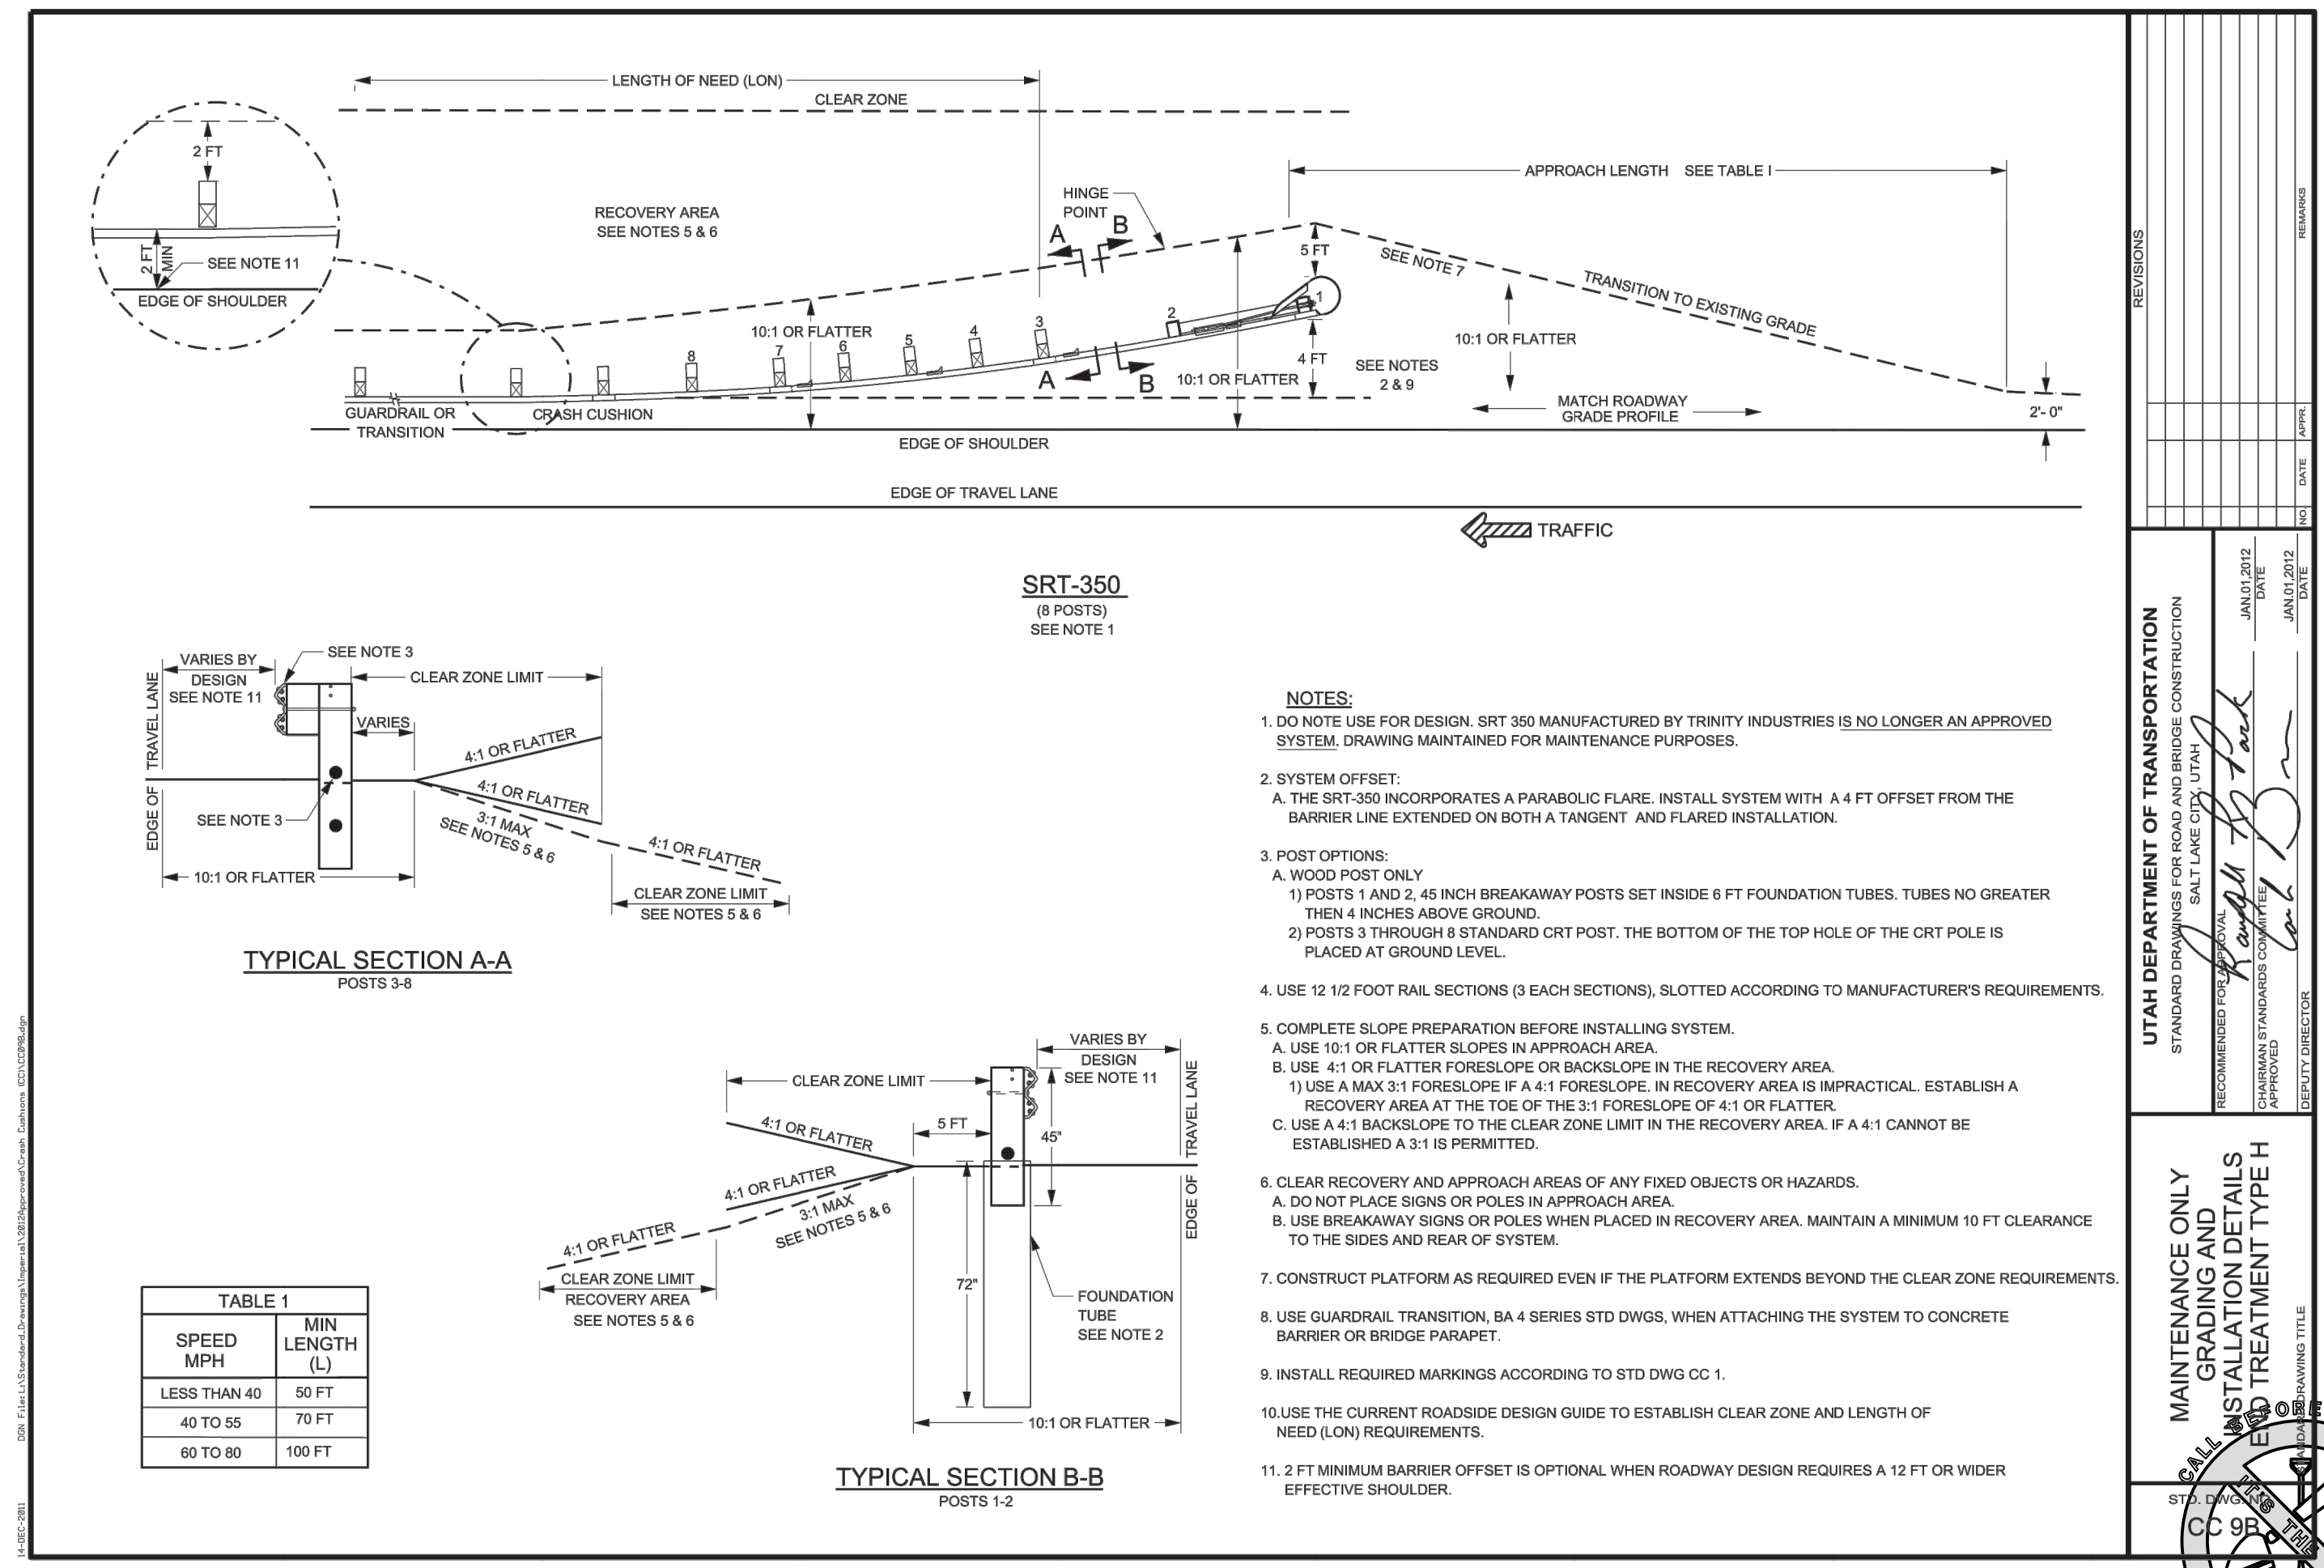 LENGTH OF NEED (LON)
CLEAR ZONE
2 FT
2 FT
MIN
SEE NOTE 11
EDGE OF SHOULDER
RECOVERY AREA
SEE NOTES 5 & 6
HINGE
POINT
A
B
APPROACH LENGTH SEE TABLE I
5 FT
SEE NOTE 7
TRANSITION TO EXISTING GRADE
10:1 OR FLATTER
8
7
6
5
4
3
2
1
10:1 OR FLATTER
4 FT
SEE NOTES
2 & 9
A
B
10:1 OR FLATTER
MATCH ROADWAY
GRADE PROFILE
2'- 0"
GUARDRAIL OR
TRANSITION
CRASH CUSHION
EDGE OF SHOULDER
EDGE OF TRAVEL LANE
TRAFFIC
SRT-350
(8 POSTS)
SEE NOTE 1
VARIES BY
DESIGN
SEE NOTE 11
SEE NOTE 3
CLEAR ZONE LIMIT
VARIES
EDGE OF TRAVEL LANE
4:1 OR FLATTER
4:1 OR FLATTER
3:1 MAX
SEE NOTES 5 & 6
SEE NOTE 3
4:1 OR FLATTER
10:1 OR FLATTER
CLEAR ZONE LIMIT
SEE NOTES 5 & 6
TYPICAL SECTION A-A
POSTS 3-8
VARIES BY
DESIGN
SEE NOTE 11
CLEAR ZONE LIMIT
5 FT
45"
4:1 OR FLATTER
4:1 OR FLATTER
3:1 MAX
SEE NOTES 5 & 6
4:1 OR FLATTER
EDGE OF TRAVEL LANE
CLEAR ZONE LIMIT
RECOVERY AREA
SEE NOTES 5 & 6
72"
FOUNDATION
TUBE
SEE NOTE 2
10:1 OR FLATTER
TYPICAL SECTION B-B
POSTS 1-2
TABLE 1
SPEED
MPH
MIN
LENGTH
(L)
LESS THAN 40 50 FT
40 TO 55 70 FT
60 TO 80 100 FT
NOTES:
1. DO NOTE USE FOR DESIGN. SRT 350 MANUFACTURED BY TRINITY INDUSTRIES IS NO LONGER AN APPROVED
SYSTEM. DRAWING MAINTAINED FOR MAINTENANCE PURPOSES.
2. SYSTEM OFFSET:
A. THE SRT-350 INCORPORATES A PARABOLIC FLARE. INSTALL SYSTEM WITH A 4 FT OFFSET FROM THE
BARRIER LINE EXTENDED ON BOTH A TANGENT AND FLARED INSTALLATION.
3. POST OPTIONS:
A. WOOD POST ONLY
1) POSTS 1 AND 2, 45 INCH BREAKAWAY POSTS SET INSIDE 6 FT FOUNDATION TUBES. TUBES NO GREATER
THEN 4 INCHES ABOVE GROUND.
2) POSTS 3 THROUGH 8 STANDARD CRT POST. THE BOTTOM OF THE TOP HOLE OF THE CRT POLE IS
PLACED AT GROUND LEVEL.
4. USE 12 1/2 FOOT RAIL SECTIONS (3 EACH SECTIONS), SLOTTED ACCORDING TO MANUFACTURER'S REQUIREMENTS.
5. COMPLETE SLOPE PREPARATION BEFORE INSTALLING SYSTEM.
A. USE 10:1 OR FLATTER SLOPES IN APPROACH AREA.
B. USE 4:1 OR FLATTER FORESLOPE OR BACKSLOPE IN THE RECOVERY AREA.
1) USE A MAX 3:1 FORESLOPE IF A 4:1 FORESLOPE. IN RECOVERY AREA IS IMPRACTICAL. ESTABLISH A
RECOVERY AREA AT THE TOE OF THE 3:1 FORESLOPE OF 4:1 OR FLATTER.
C. USE A 4:1 BACKSLOPE TO THE CLEAR ZONE LIMIT IN THE RECOVERY AREA. IF A 4:1 CANNOT BE
ESTABLISHED A 3:1 IS PERMITTED.
6. CLEAR RECOVERY AND APPROACH AREAS OF ANY FIXED OBJECTS OR HAZARDS.
A. DO NOT PLACE SIGNS OR POLES IN APPROACH AREA.
B. USE BREAKAWAY SIGNS OR POLES WHEN PLACED IN RECOVERY AREA. MAINTAIN A MINIMUM 10 FT CLEARANCE
TO THE SIDES AND REAR OF SYSTEM.
7. CONSTRUCT PLATFORM AS REQUIRED EVEN IF THE PLATFORM EXTENDS BEYOND THE CLEAR ZONE REQUIREMENTS.
8. USE GUARDRAIL TRANSITION, BA 4 SERIES STD DWGS, WHEN ATTACHING THE SYSTEM TO CONCRETE
BARRIER OR BRIDGE PARAPET.
9. INSTALL REQUIRED MARKINGS ACCORDING TO STD DWG CC 1.
10.USE THE CURRENT ROADSIDE DESIGN GUIDE TO ESTABLISH CLEAR ZONE AND LENGTH OF
NEED (LON) REQUIREMENTS.
11. 2 FT MINIMUM BARRIER OFFSET IS OPTIONAL WHEN ROADWAY DESIGN REQUIRES A 12 FT OR WIDER
EFFECTIVE SHOULDER.
REVISIONS
NO. DATE APPR. REMARKS
UTAH DEPARTMENT OF TRANSPORTATION
STANDARD DRAWINGS FOR ROAD AND BRIDGE CONSTRUCTION
SALT LAKE CITY, UTAH
RECOMMENDED FOR APPROVAL
JAN.01,2012
CHAIRMAN STANDARDS COMMITTEE DATE
APPROVED
JAN.01,2012
DEPUTY DIRECTOR DATE
MAINTENANCE ONLY
GRADING AND
INSTALLATION DETAILS
END TREATMENT TYPE H
STANDARD DRAWING TITLE
STD. DWG. NO.
CC 9B
CALL BEFORE
IT'S THE
DGN File: L:\Standard_Drawings\Imperial\2012Approved\Crash Cushions (CC)\CC09B.dgn
14-DEC-2011